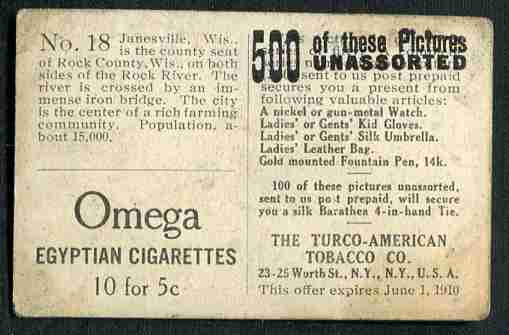 No. 18 Janesville, Wis.,
is the county seat
of Rock County, Wis., on both
sides of the Rock River. The
river is crossed by an im-
mense iron bridge. The city
is the center of a rich farming
community. Population, a-
bout 15,000.
Omega
EGYPTIAN CIGARETTES
10 for 5c
500 of these Pictures
UNASSORTED
sent to us post prepaid
secures you a present from
following valuable articles:
A nickel or gun-metal Watch.
Ladies' or Gents' Kid Gloves.
Ladies' or Gents' Silk Umbrella.
Ladies' Leather Bag.
Gold mounted Fountain Pen, 14k.
100 of these pictures unassorted,
sent to us post prepaid, will secure
you a silk Barathea 4-in-hand Tie.
THE TURCO-AMERICAN
TOBACCO CO.
23-25 Worth St., N.Y., N.Y., U.S.A.
This offer expires June 1, 1910